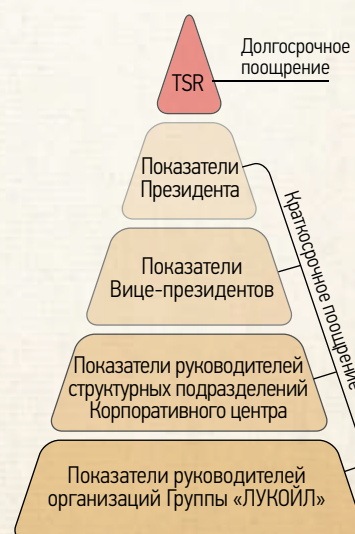 Долгосрочное
поощрение
TSR
Показатели
Президента
Краткосрочное поощрение
Показатели
Вице-президентов
Показатели руководителей
структурных подразделений
Корпоративного центра
Показатели руководителей
организаций Группы «ЛУКОЙЛ»